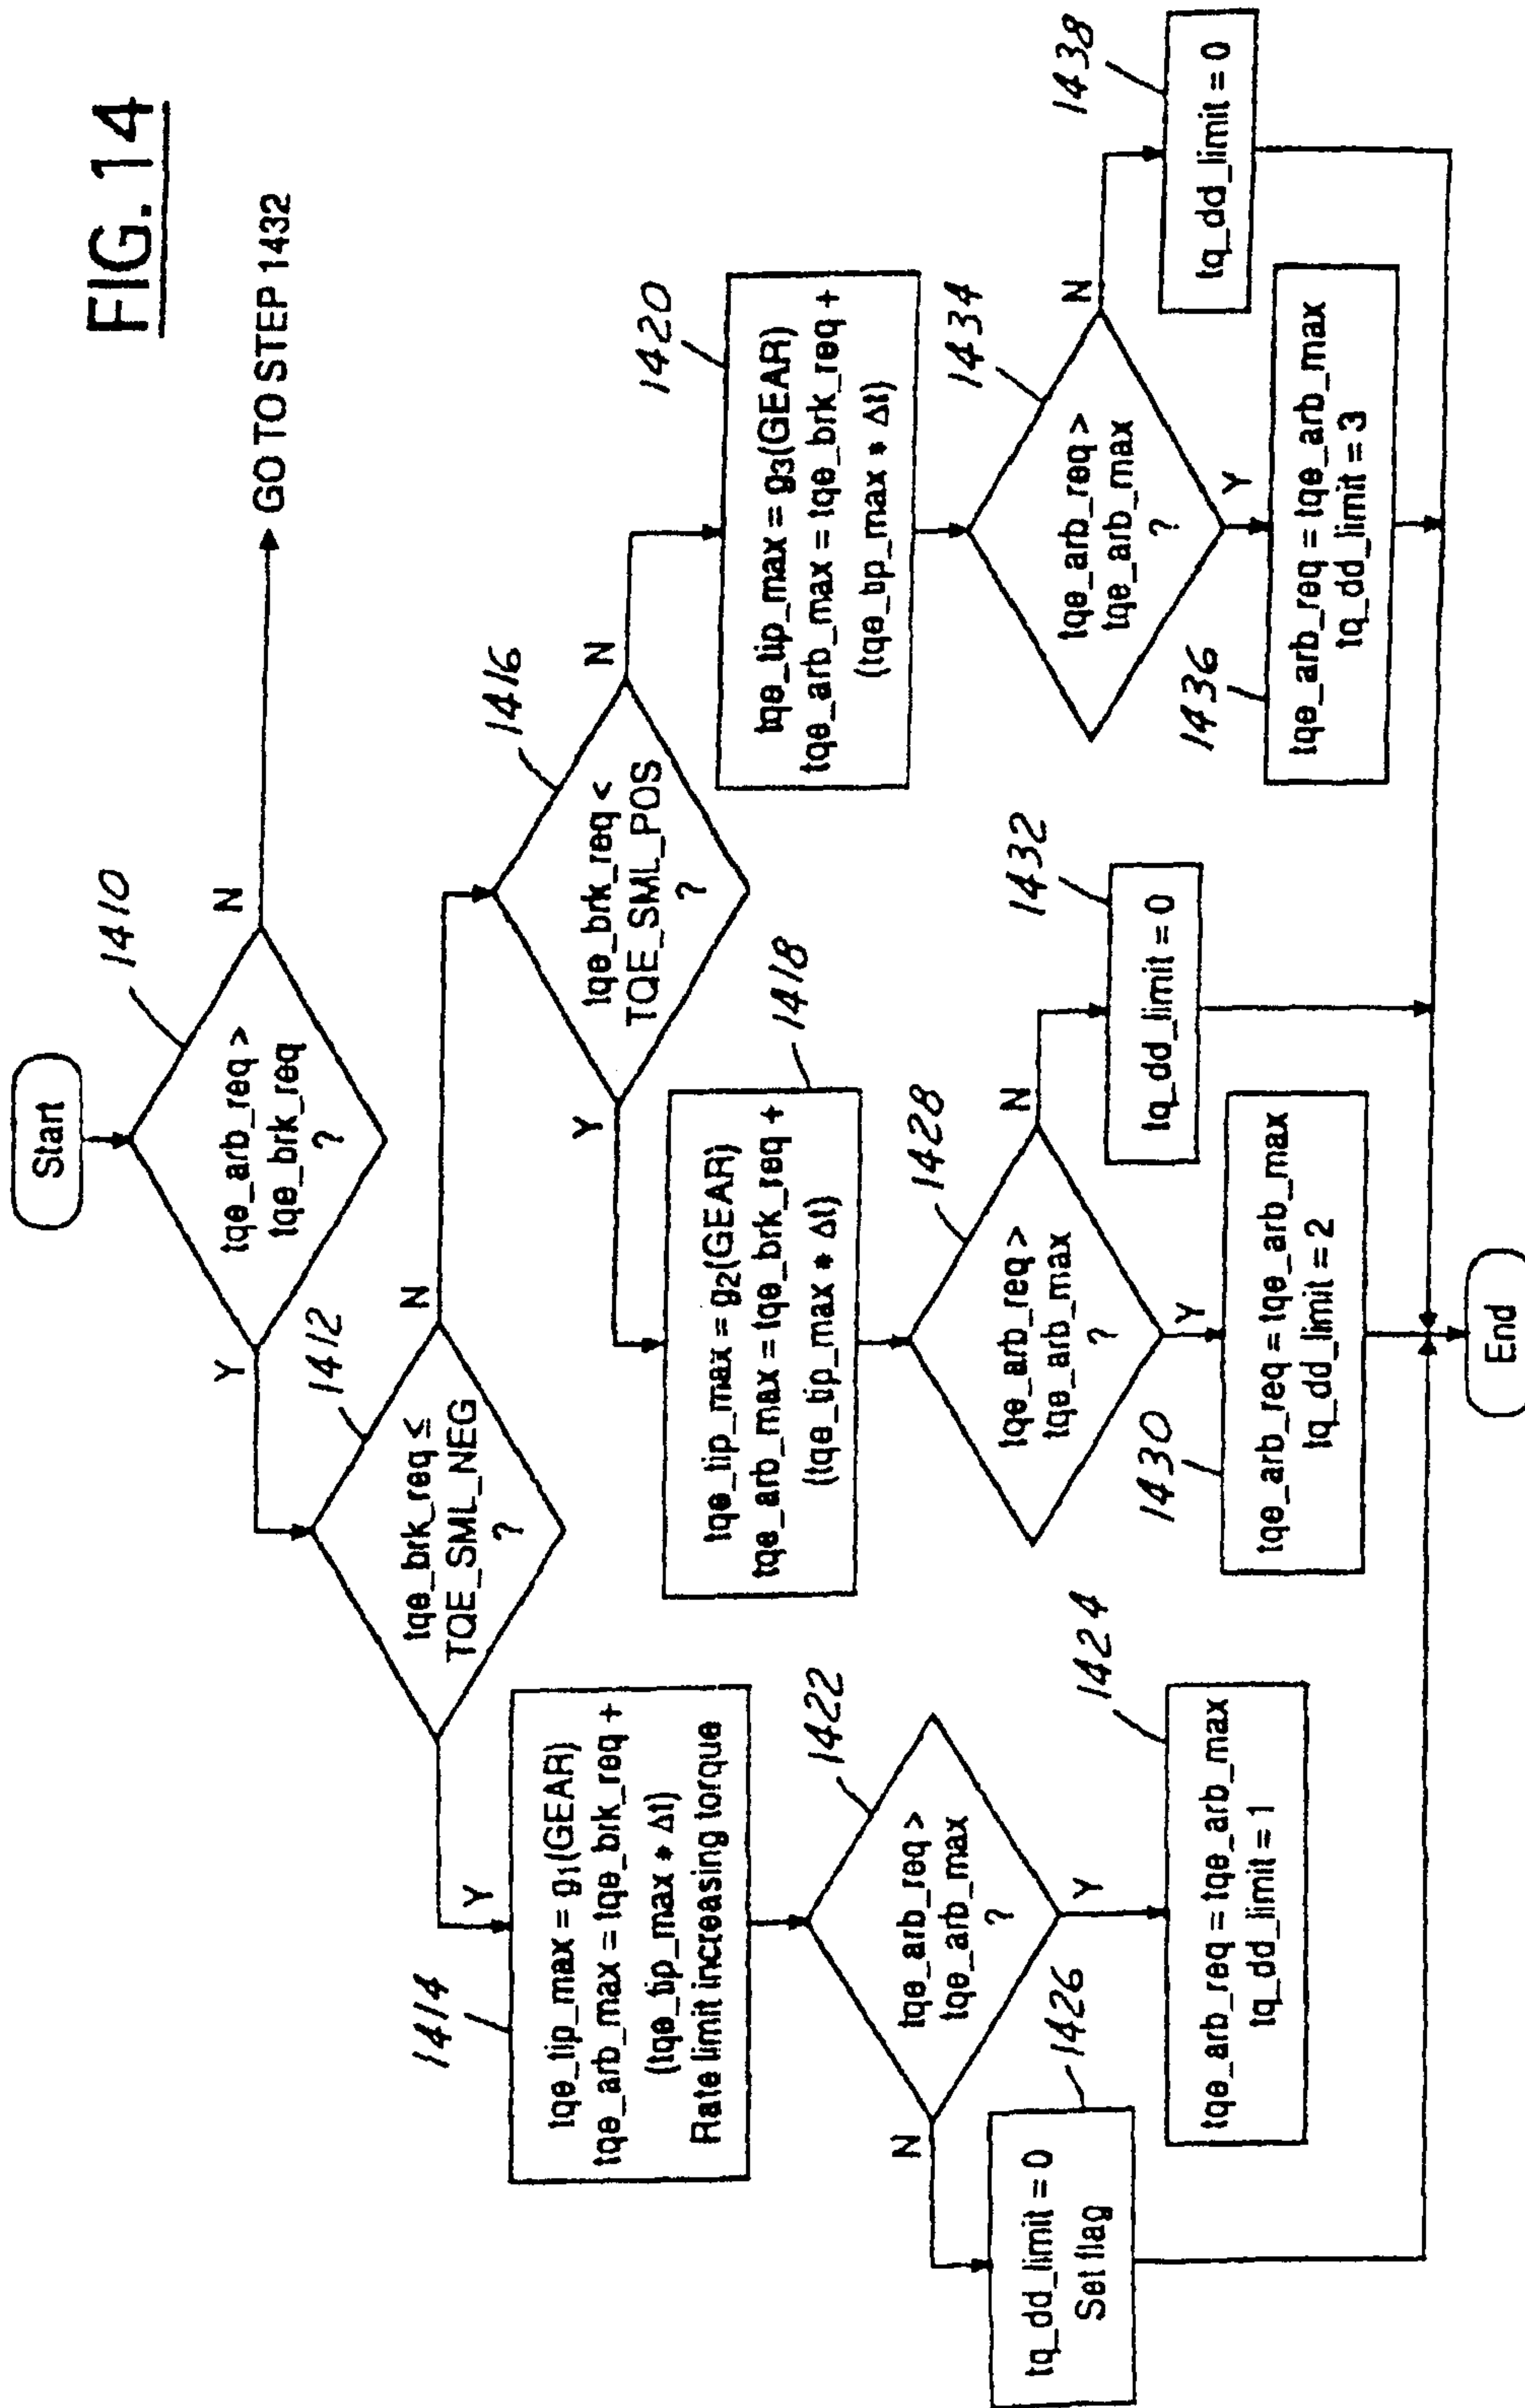 FIG. 14
Start
1410
tqe_arb_req >
tqe_brk_req
?
N
GO TO STEP 1432
Y
1412
tqe_brk_req ≤
TQE_SML_NEG
?
N
Y
1416
tqe_brk_req <
TQE_SML_POS
?
N
Y
1414
tqe_tip_max = g1(GEAR)
tqe_arb_max = tqe_brk_req +
(tqe_tip_max * Δt)
Rate limit increasing torque
1418
tqe_tip_max = g2(GEAR)
tqe_arb_max = tqe_brk_req +
(tqe_tip_max * Δt)
1420
tqe_tip_max = g3(GEAR)
tqe_arb_max = tqe_brk_req +
(tqe_tip_max * Δt)
1422
tqe_arb_req >
tqe_arb_max
?
N
Y
1428
tqe_arb_req >
tqe_arb_max
?
N
Y
1434
tqe_arb_req >
tqe_arb_max
?
N
Y
1426
tq_dd_limit = 0
Set flag
1424
tqe_arb_req = tqe_arb_max
tq_dd_limit = 1
1430
tqe_arb_req = tqe_arb_max
tq_dd_limit = 2
1432
tq_dd_limit = 0
1436
tqe_arb_req = tqe_arb_max
tq_dd_limit = 3
1438
tq_dd_limit = 0
End